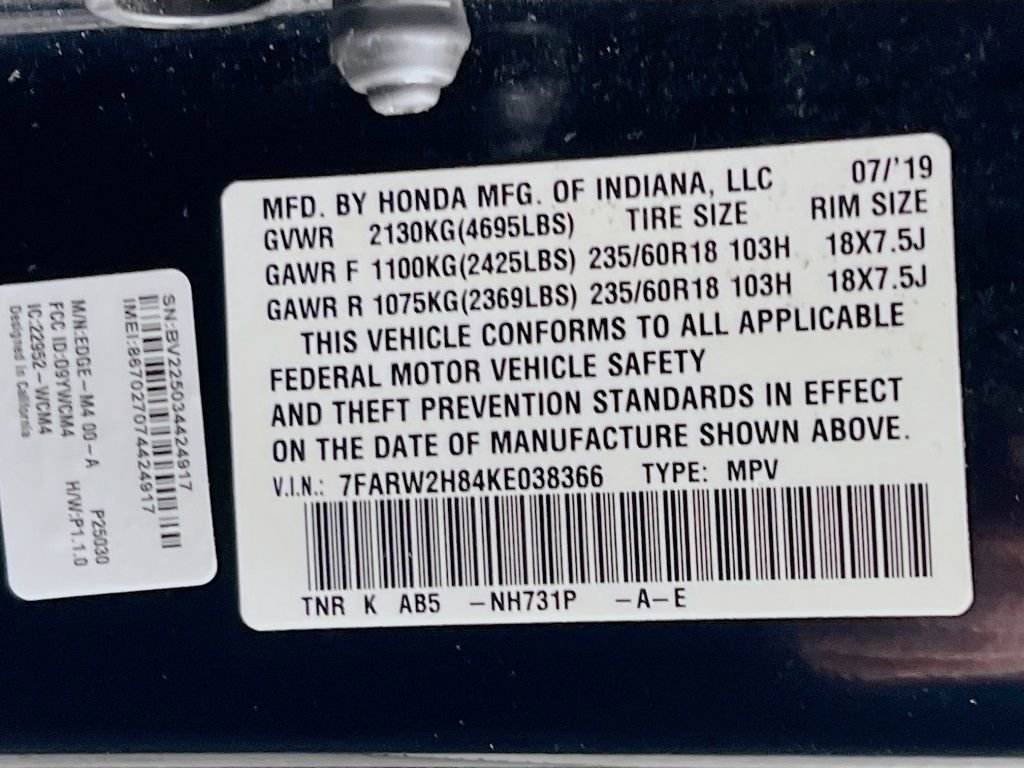 MFD. BY HONDA MFG. OF INDIANA, LLC 07/'19
GVWR 2130KG(4695LBS) TIRE SIZE RIM SIZE
GAWR F 1100KG(2425LBS) 235/60R18 103H 18X7.5J
GAWR R 1075KG(2369LBS) 235/60R18 103H 18X7.5J
THIS VEHICLE CONFORMS TO ALL APPLICABLE
FEDERAL MOTOR VEHICLE SAFETY
AND THEFT PREVENTION STANDARDS IN EFFECT
ON THE DATE OF MANUFACTURE SHOWN ABOVE.
V.I.N.: 7FARW2H84KE038366 TYPE: MPV
TNR K AB5 -NH731P -A-E
SN:BV225034424917
IMEI:867027074424917
M/N:EDGE-M4 00-A P25030
FCC ID:O9YWCM4 H/W:P1.1.0
IC:22952-WCM4
Designed in California